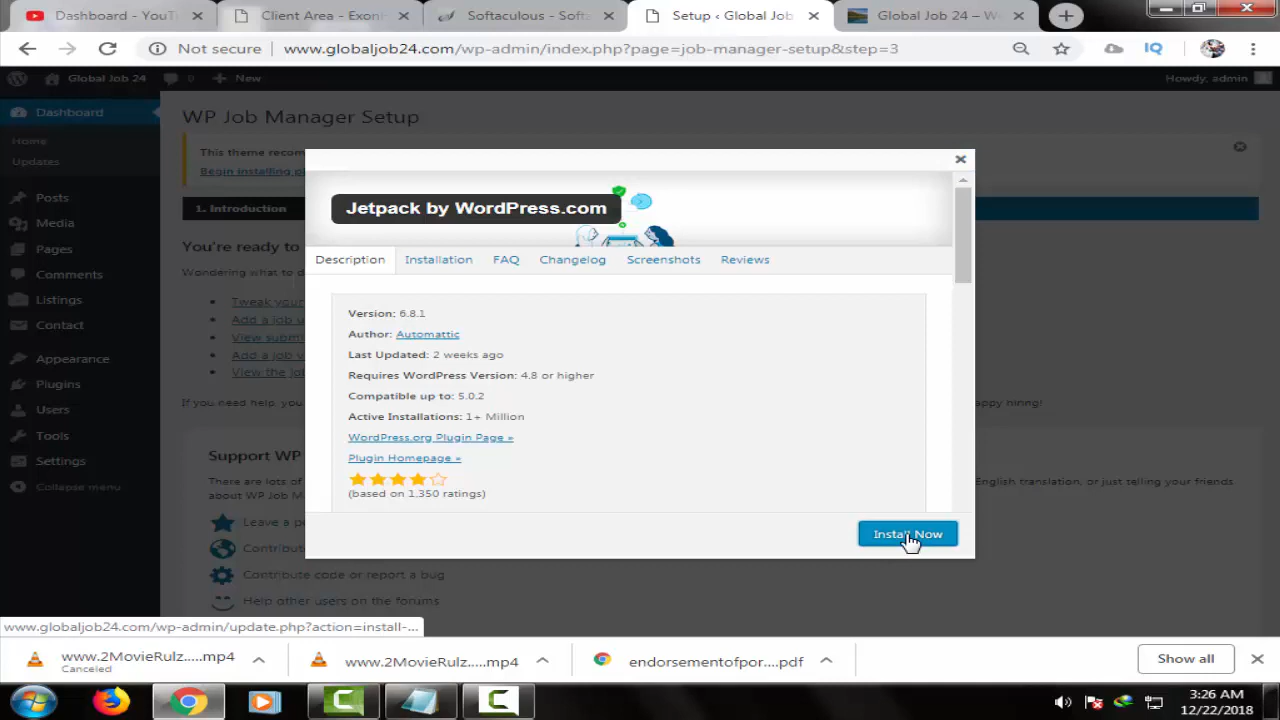 Dashboard - YouT
Client Area - Exon
Softaculous - Softa
Setup ‹ Global Job
Global Job 24 – W
Not secure
www.globaljob24.com/wp-admin/index.php?page=job-manager-setup&step=3
IQ
Global Job 24
0
New
Howdy, admin
Dashboard
Home
Updates
Posts
Media
Pages
Comments
Listings
Contact
Appearance
Plugins
Users
Tools
Settings
Collapse menu
WP Job Manager Setup
This theme recom
Begin installing p
1. Introduction
You're ready to
Wondering what to d
Tweak your
Add a job u
View subm
Add a job v
View the jo
If you need help, you
appy hiring!
Support WP
There are lots of
about WP Job M
English translation, or just telling your friends
Leave a p
Contribut
Contribute code or report a bug
Help other users on the forums
Jetpack by WordPress.com
Description
Installation
FAQ
Changelog
Screenshots
Reviews
Version: 6.8.1
Author: Automattic
Last Updated: 2 weeks ago
Requires WordPress Version: 4.8 or higher
Compatible up to: 5.0.2
Active Installations: 1+ Million
WordPress.org Plugin Page »
Plugin Homepage »
(based on 1,350 ratings)
Install Now
www.globaljob24.com/wp-admin/update.php?action=install-...
www.2MovieRulz.....mp4
Canceled
www.2MovieRulz.....mp4
endorsementofpor....pdf
Show all
3:26 AM
12/22/2018